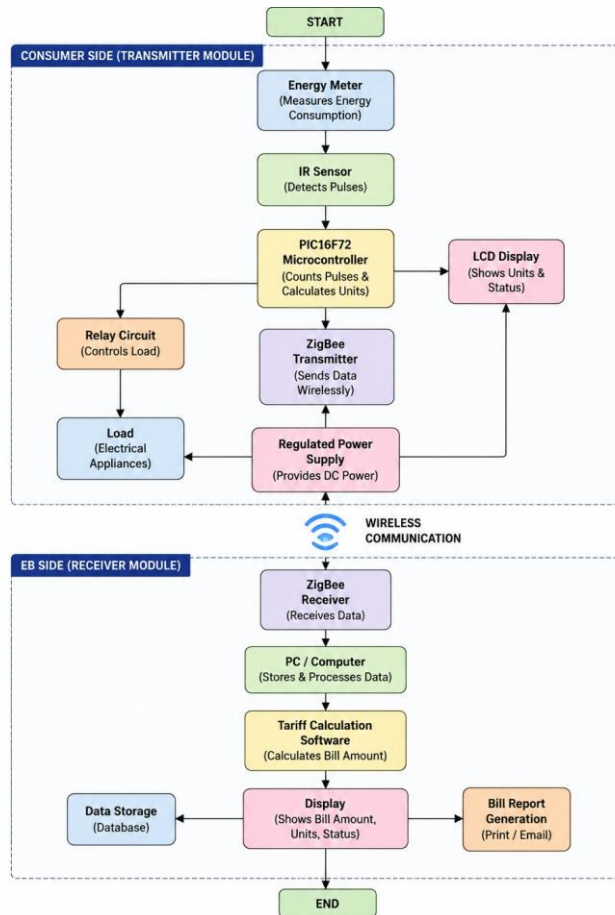 START
CONSUMER SIDE (TRANSMITTER MODULE)
Energy Meter
(Measures Energy
Consumption)
IR Sensor
(Detects Pulses)
PIC16F72
Microcontroller
(Counts Pulses &
Calculates Units)
LCD Display
(Shows Units &
Status)
Relay Circuit
(Controls Load)
ZigBee
Transmitter
(Sends Data
Wirelessly)
Load
(Electrical
Appliances)
Regulated Power
Supply
(Provides DC Power)
WIRELESS
COMMUNICATION
EB SIDE (RECEIVER MODULE)
ZigBee
Receiver
(Receives Data)
PC / Computer
(Stores & Processes Data)
Tariff Calculation
Software
(Calculates Bill Amount)
Data Storage
(Database)
Display
(Shows Bill Amount,
Units, Status)
Bill Report
Generation
(Print / Email)
END